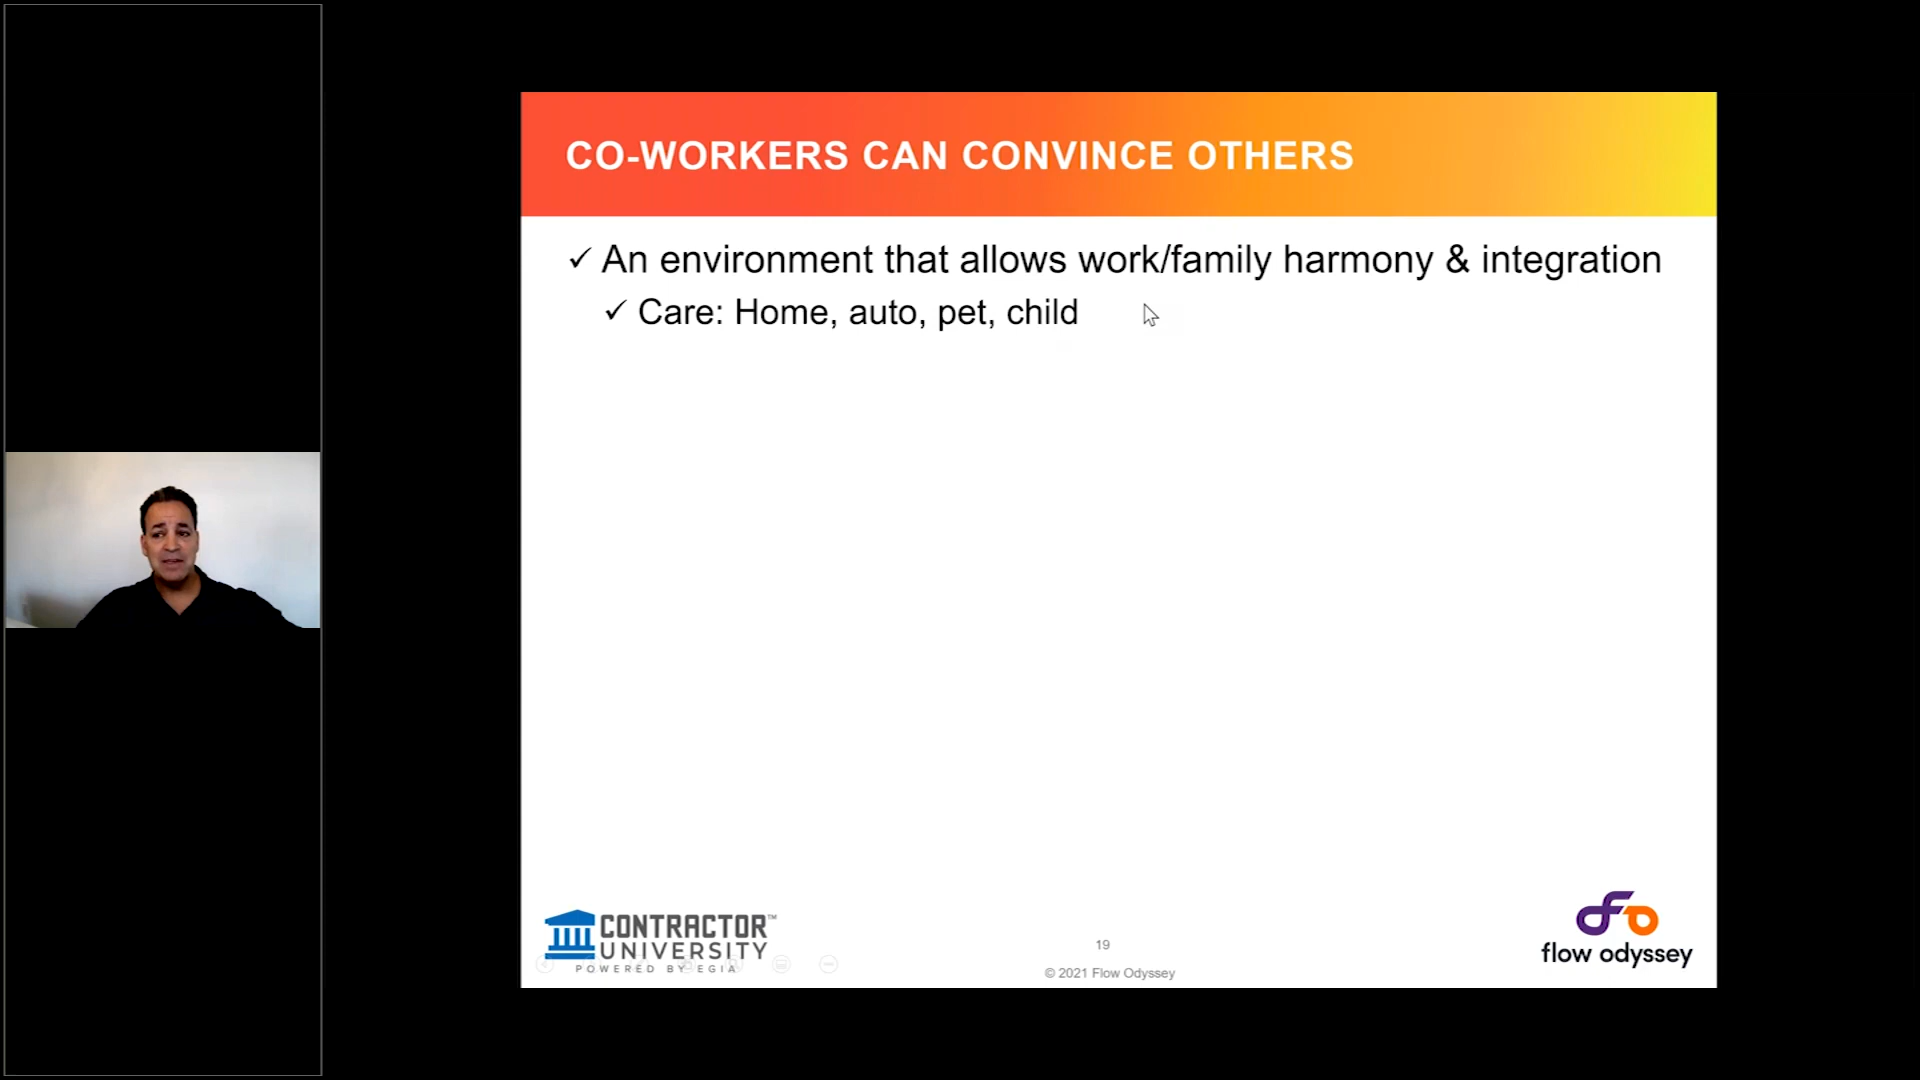 CO-WORKERS CAN CONVINCE OTHERS
✓ An environment that allows work/family harmony & integration
✓ Care: Home, auto, pet, child
CONTRACTOR™
UNIVERSITY
POWERED BY EGIA
19
© 2021 Flow Odyssey
flow odyssey